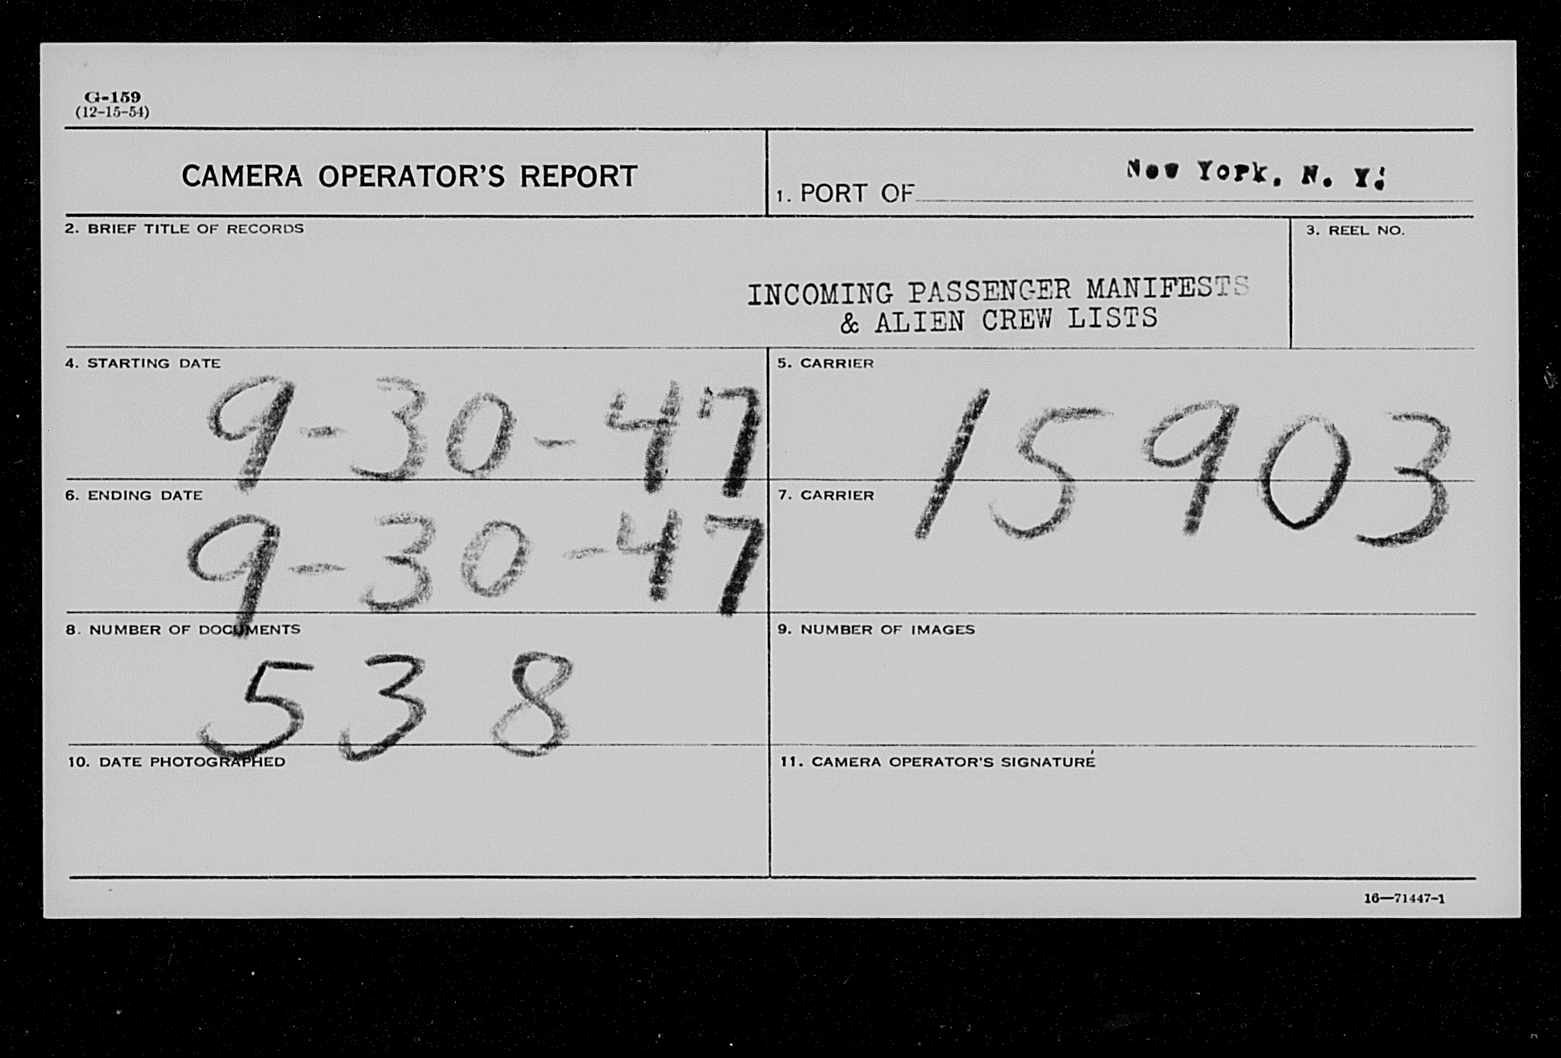 G-159
(12-15-54)
CAMERA OPERATOR'S REPORT
1. PORT OF New York, N. Y.
2. BRIEF TITLE OF RECORDS
INCOMING PASSENGER MANIFESTS
& ALIEN CREW LISTS
3. REEL NO.
4. STARTING DATE
9-30-47
5. CARRIER
15903
6. ENDING DATE
9-30-47
7. CARRIER
8. NUMBER OF DOCUMENTS
538
9. NUMBER OF IMAGES
10. DATE PHOTOGRAPHED
11. CAMERA OPERATOR'S SIGNATURE
16—71447-1